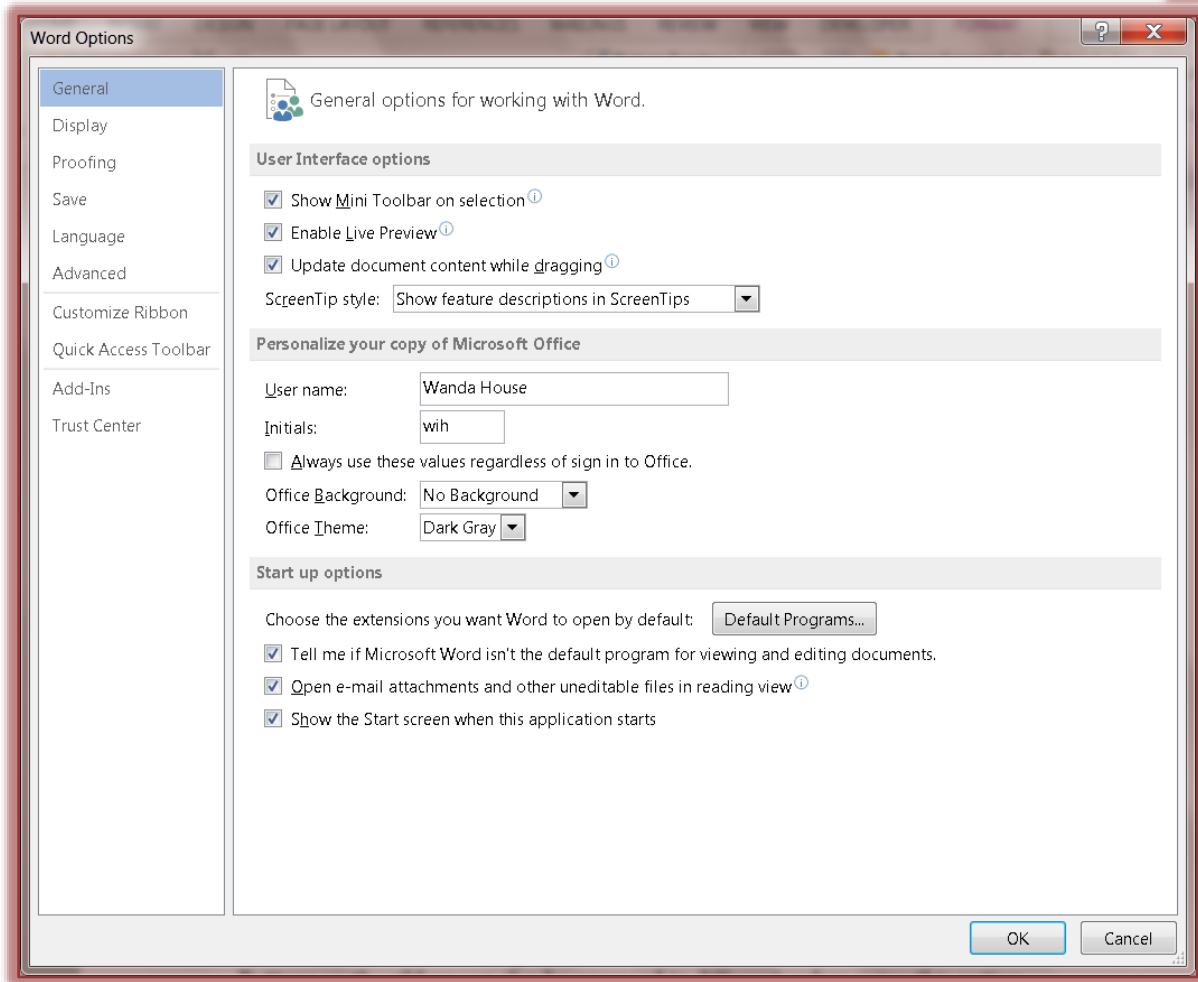 Word Options
General
Display
Proofing
Save
Language
Advanced
Customize Ribbon
Quick Access Toolbar
Add-Ins
Trust Center
General options for working with Word.
User Interface options
Show Mini Toolbar on selection
Enable Live Preview
Update document content while dragging
ScreenTip style: Show feature descriptions in ScreenTips
Personalize your copy of Microsoft Office
User name: Wanda House
Initials: wih
Always use these values regardless of sign in to Office.
Office Background: No Background
Office Theme: Dark Gray
Start up options
Choose the extensions you want Word to open by default: Default Programs...
Tell me if Microsoft Word isn't the default program for viewing and editing documents.
Open e-mail attachments and other uneditable files in reading view
Show the Start screen when this application starts
OK Cancel